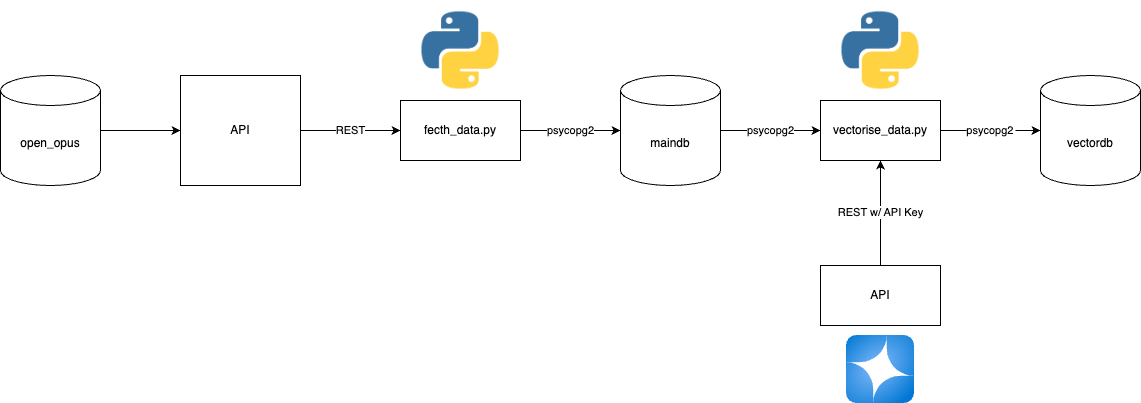 open_opus
API
REST
fecth_data.py
psycopg2
maindb
psycopg2
vectorise_data.py
psycopg2
vectordb
REST w/ API Key
API